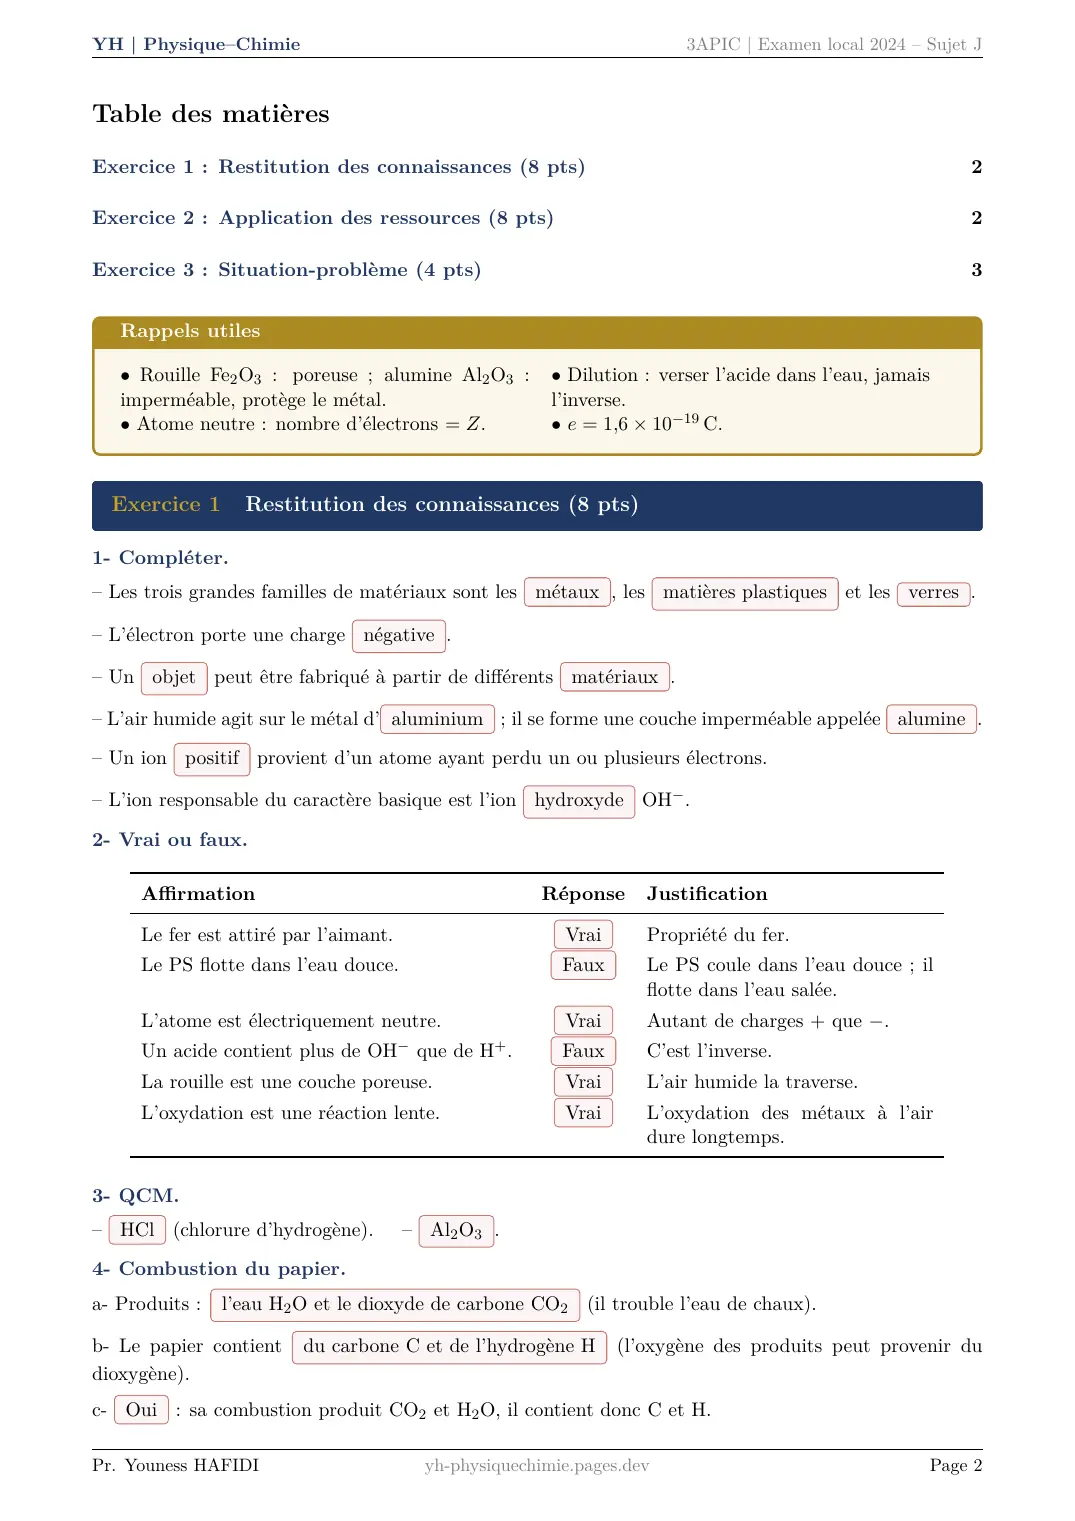 YH | Physique–Chimie 3APIC | Examen local 2024 – Sujet J
Table des matières
Exercice 1 : Restitution des connaissances (8 pts) 2
Exercice 2 : Application des ressources (8 pts) 2
Exercice 3 : Situation-problème (4 pts) 3
Rappels utiles
• Rouille Fe₂O₃ : poreuse ; alumine Al₂O₃ :
imperméable, protège le métal.
• Atome neutre : nombre d'électrons = Z.
• Dilution : verser l'acide dans l'eau, jamais
l'inverse.
• e = 1,6 × 10⁻¹⁹ C.
Exercice 1 Restitution des connaissances (8 pts)
1- Compléter.
– Les trois grandes familles de matériaux sont les métaux , les matières plastiques et les verres .
– L'électron porte une charge négative .
– Un objet peut être fabriqué à partir de différents matériaux .
– L'air humide agit sur le métal d' aluminium ; il se forme une couche imperméable appelée alumine .
– Un ion positif provient d'un atome ayant perdu un ou plusieurs électrons.
– L'ion responsable du caractère basique est l'ion hydroxyde OH⁻.
2- Vrai ou faux.
Affirmation Réponse Justification
Le fer est attiré par l'aimant. Vrai Propriété du fer.
Le PS flotte dans l'eau douce. Faux Le PS coule dans l'eau douce ; il
flotte dans l'eau salée.
L'atome est électriquement neutre. Vrai Autant de charges + que −.
Un acide contient plus de OH⁻ que de H⁺. Faux C'est l'inverse.
La rouille est une couche poreuse. Vrai L'air humide la traverse.
L'oxydation est une réaction lente. Vrai L'oxydation des métaux à l'air
dure longtemps.
3- QCM.
– HCl (chlorure d'hydrogène). – Al₂O₃ .
4- Combustion du papier.
a- Produits : l'eau H₂O et le dioxyde de carbone CO₂ (il trouble l'eau de chaux).
b- Le papier contient du carbone C et de l'hydrogène H (l'oxygène des produits peut provenir du
dioxygène).
c- Oui : sa combustion produit CO₂ et H₂O, il contient donc C et H.
Pr. Youness HAFIDI yh-physiquechimie.pages.dev Page 2